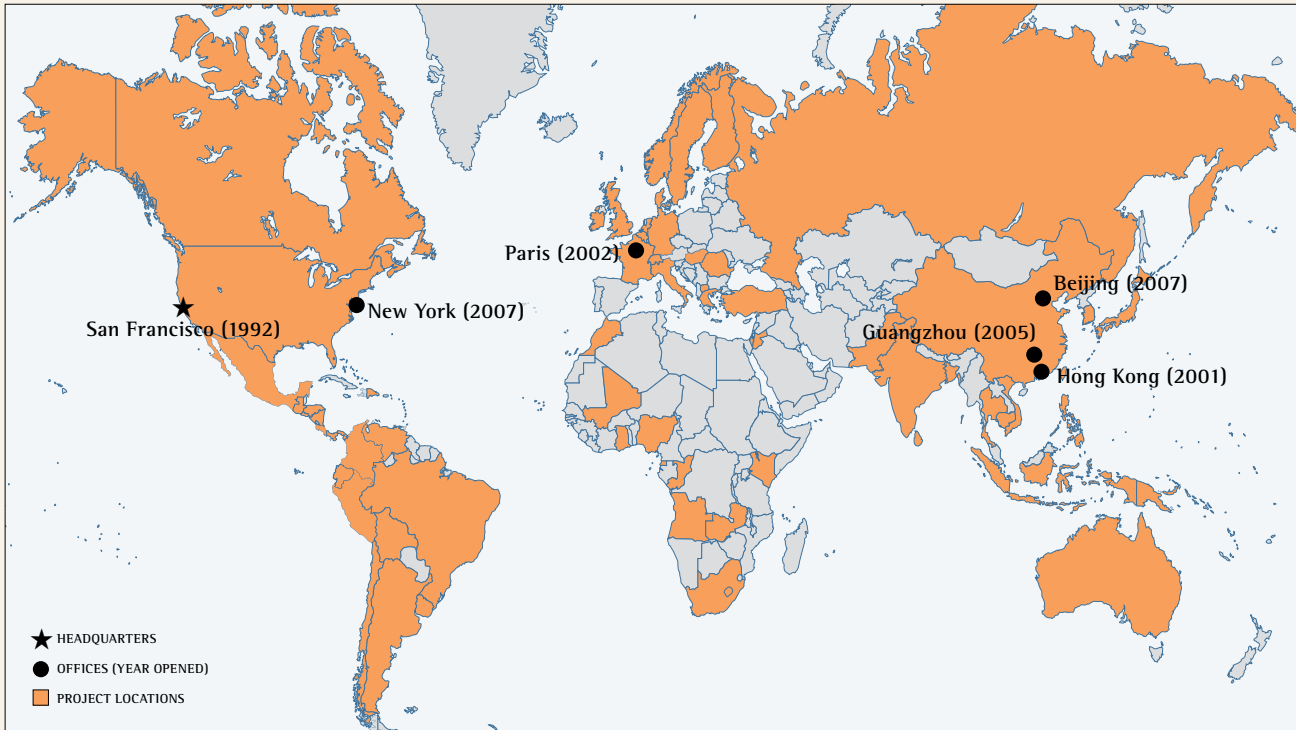 Paris (2002)
Beijing (2007)
New York (2007)
San Francisco (1992)
Guangzhou (2005)
Hong Kong (2001)
HEADQUARTERS
OFFICES (YEAR OPENED)
PROJECT LOCATIONS